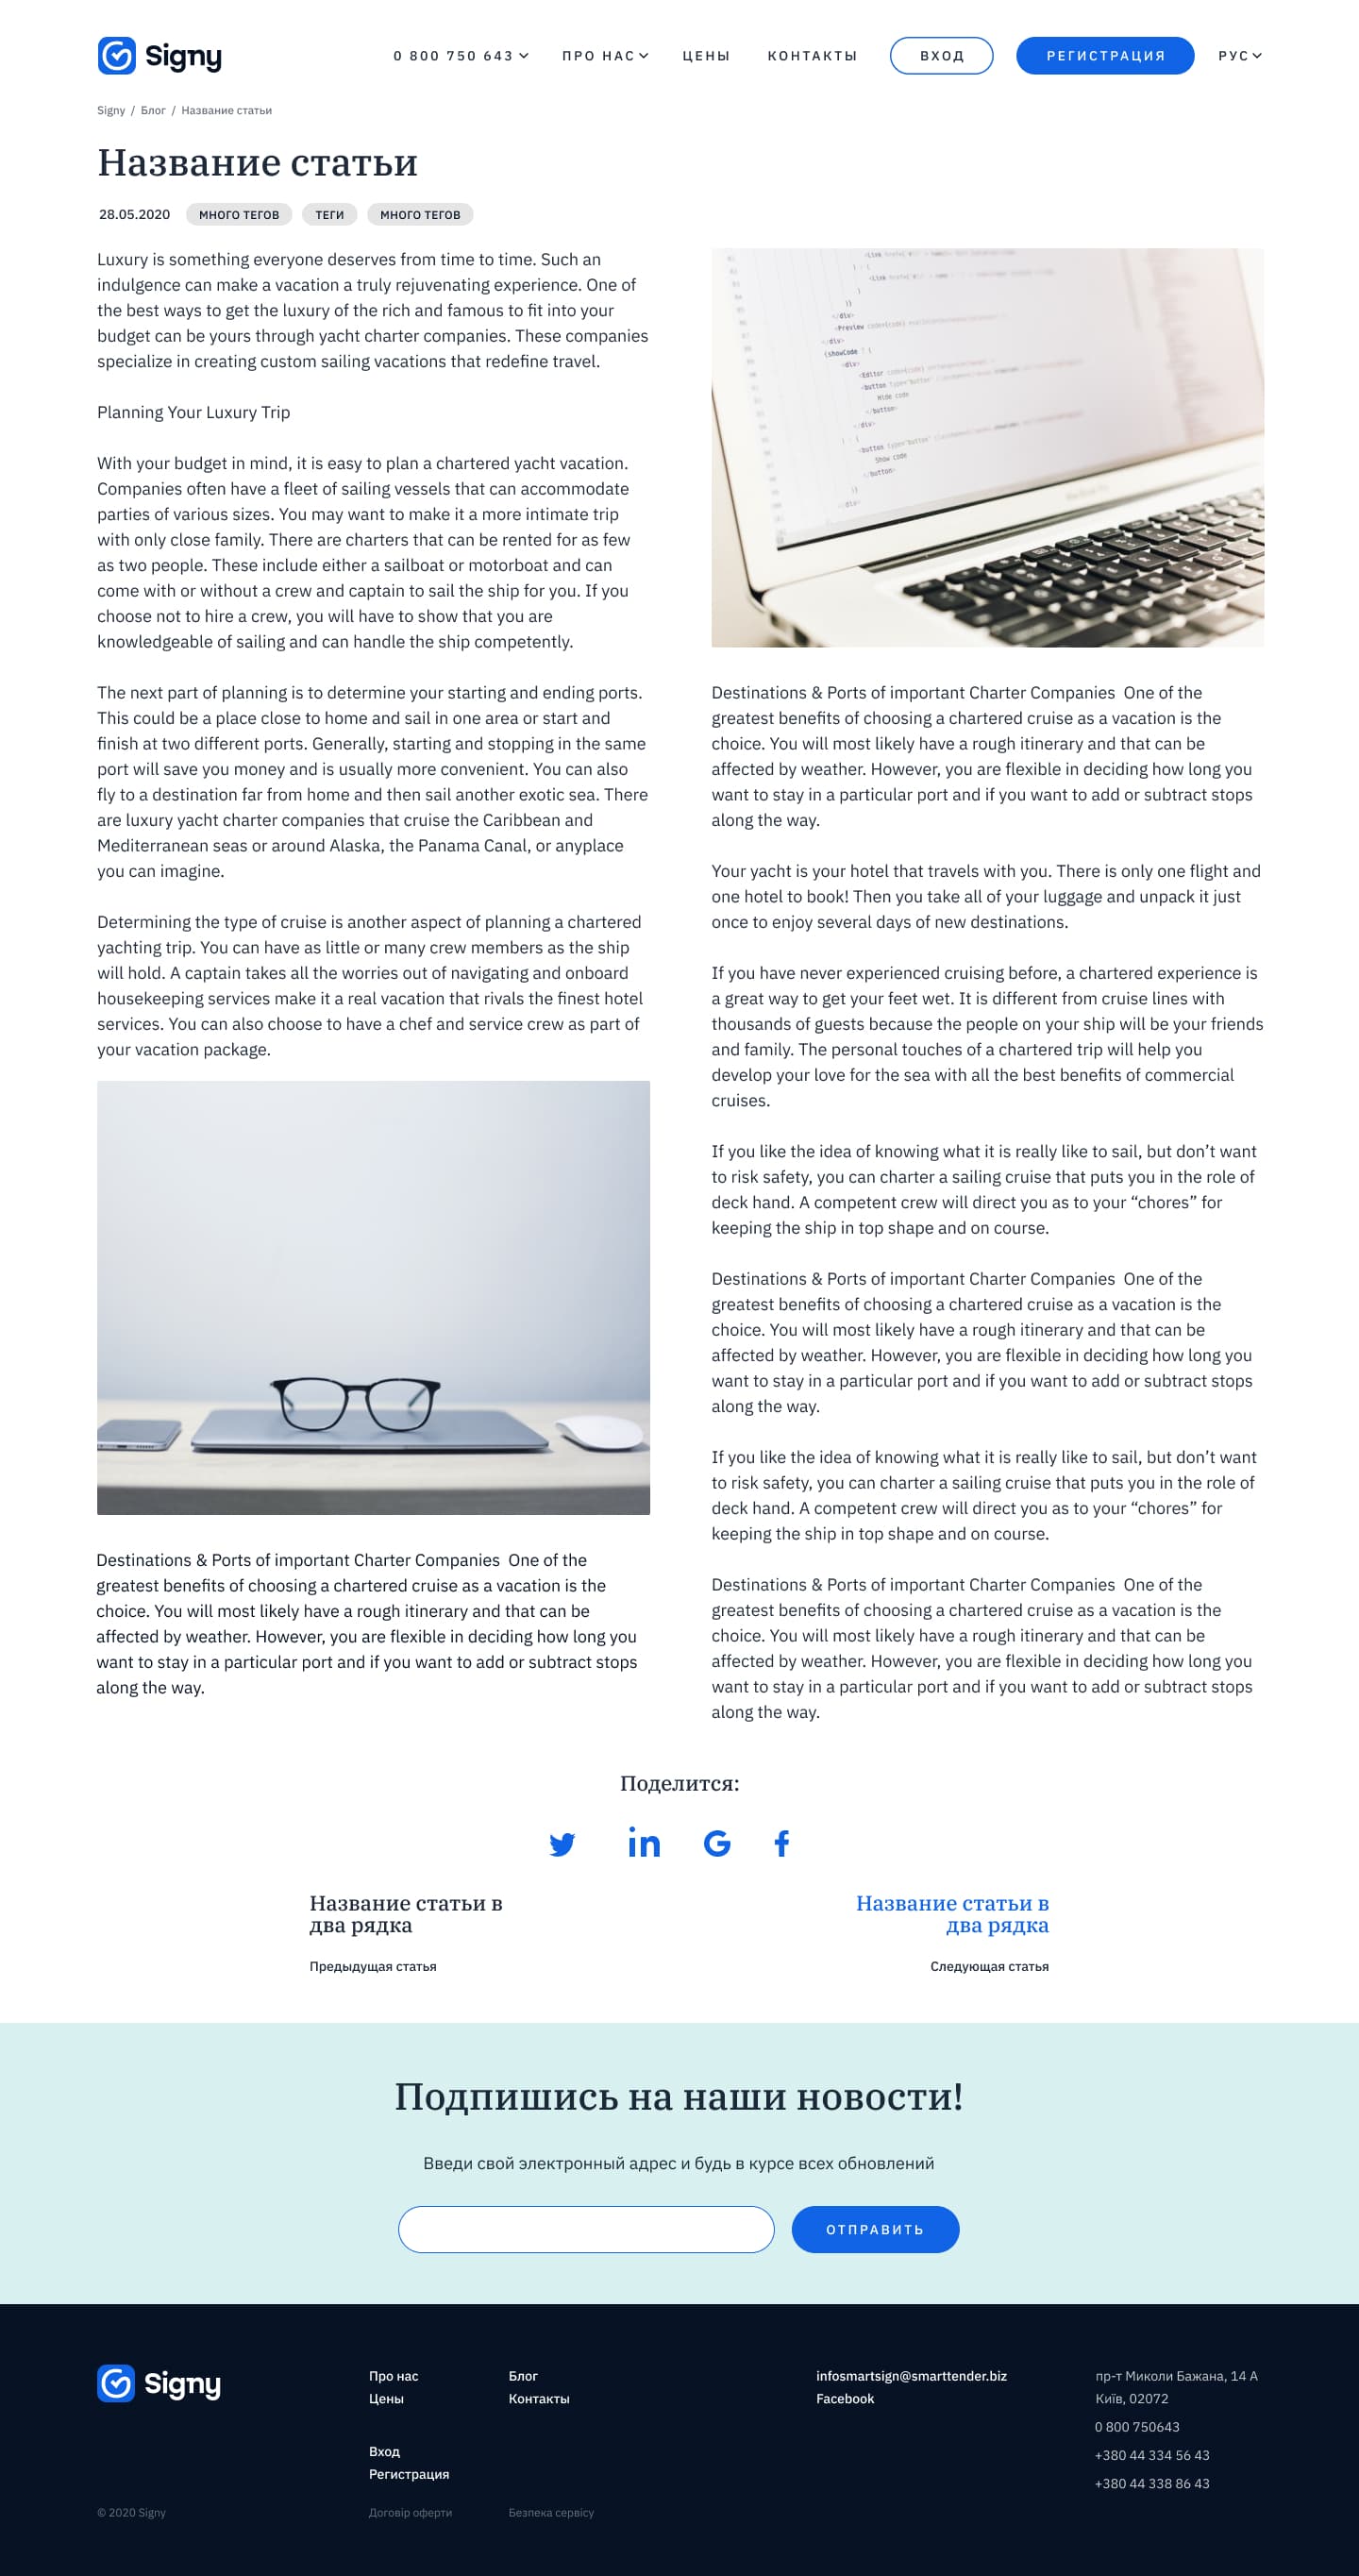 Signy
0 800 750 643
ПРО НАС
ЦЕНЫ
КОНТАКТЫ
ВХОД
РЕГИСТРАЦИЯ
РУС
Signy / Блог / Название статьи
Название статьи
28.05.2020
МНОГО ТЕГОВ
ТЕГИ
МНОГО ТЕГОВ
Luxury is something everyone deserves from time to time. Such an
indulgence can make a vacation a truly rejuvenating experience. One of
the best ways to get the luxury of the rich and famous to fit into your
budget can be yours through yacht charter companies. These companies
specialize in creating custom sailing vacations that redefine travel.
Planning Your Luxury Trip
With your budget in mind, it is easy to plan a chartered yacht vacation.
Companies often have a fleet of sailing vessels that can accommodate
parties of various sizes. You may want to make it a more intimate trip
with only close family. There are charters that can be rented for as few
as two people. These include either a sailboat or motorboat and can
come with or without a crew and captain to sail the ship for you. If you
choose not to hire a crew, you will have to show that you are
knowledgeable of sailing and can handle the ship competently.
The next part of planning is to determine your starting and ending ports.
This could be a place close to home and sail in one area or start and
finish at two different ports. Generally, starting and stopping in the same
port will save you money and is usually more convenient. You can also
fly to a destination far from home and then sail another exotic sea. There
are luxury yacht charter companies that cruise the Caribbean and
Mediterranean seas or around Alaska, the Panama Canal, or anyplace
you can imagine.
Determining the type of cruise is another aspect of planning a chartered
yachting trip. You can have as little or many crew members as the ship
will hold. A captain takes all the worries out of navigating and onboard
housekeeping services make it a real vacation that rivals the finest hotel
services. You can also choose to have a chef and service crew as part of
your vacation package.
Destinations & Ports of important Charter Companies  One of the
greatest benefits of choosing a chartered cruise as a vacation is the
choice. You will most likely have a rough itinerary and that can be
affected by weather. However, you are flexible in deciding how long you
want to stay in a particular port and if you want to add or subtract stops
along the way.
</div>
<Preview
</div>
{showCode
<div>
<Editor
<button
Hide code
</button>
<button
Show code
</button>
</div>
Destinations & Ports of important Charter Companies  One of the
greatest benefits of choosing a chartered cruise as a vacation is the
choice. You will most likely have a rough itinerary and that can be
affected by weather. However, you are flexible in deciding how long you
want to stay in a particular port and if you want to add or subtract stops
along the way.
Your yacht is your hotel that travels with you. There is only one flight and
one hotel to book! Then you take all of your luggage and unpack it just
once to enjoy several days of new destinations.
If you have never experienced cruising before, a chartered experience is
a great way to get your feet wet. It is different from cruise lines with
thousands of guests because the people on your ship will be your friends
and family. The personal touches of a chartered trip will help you
develop your love for the sea with all the best benefits of commercial
cruises.
If you like the idea of knowing what it is really like to sail, but don’t want
to risk safety, you can charter a sailing cruise that puts you in the role of
deck hand. A competent crew will direct you as to your “chores” for
keeping the ship in top shape and on course.
Destinations & Ports of important Charter Companies  One of the
greatest benefits of choosing a chartered cruise as a vacation is the
choice. You will most likely have a rough itinerary and that can be
affected by weather. However, you are flexible in deciding how long you
want to stay in a particular port and if you want to add or subtract stops
along the way.
If you like the idea of knowing what it is really like to sail, but don’t want
to risk safety, you can charter a sailing cruise that puts you in the role of
deck hand. A competent crew will direct you as to your “chores” for
keeping the ship in top shape and on course.
Destinations & Ports of important Charter Companies  One of the
greatest benefits of choosing a chartered cruise as a vacation is the
choice. You will most likely have a rough itinerary and that can be
affected by weather. However, you are flexible in deciding how long you
want to stay in a particular port and if you want to add or subtract stops
along the way.
Поделится:
Название статьи в
два рядка
Предыдущая статья
Название статьи в
два рядка
Следующая статья
Подпишись на наши новости!
Введи свой электронный адрес и будь в курсе всех обновлений
ОТПРАВИТЬ
Signy
Про нас
Цены
Вход
Регистрация
Блог
Контакты
infosmartsign@smarttender.biz
Facebook
пр-т Миколи Бажана, 14 А
Київ, 02072
0 800 750643
+380 44 334 56 43
+380 44 338 86 43
© 2020 Signy
Договір оферти
Безпека сервісу